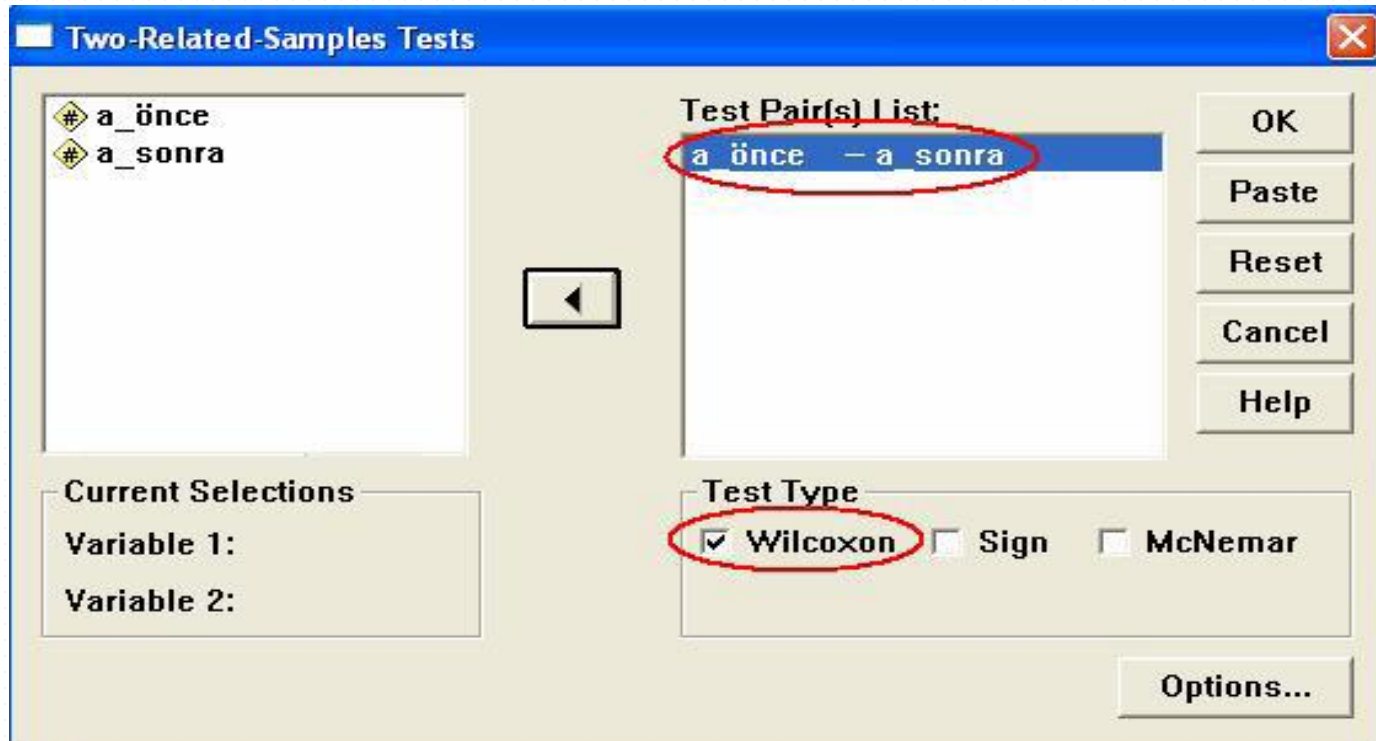 Two-Related-Samples Tests
a_önce
a_sonra
Test Pair(s) List:
a_önce – a_sonra
OK
Paste
Reset
Cancel
Help
Current Selections
Variable 1:
Variable 2:
Test Type
Wilcoxon Sign McNemar
Options...